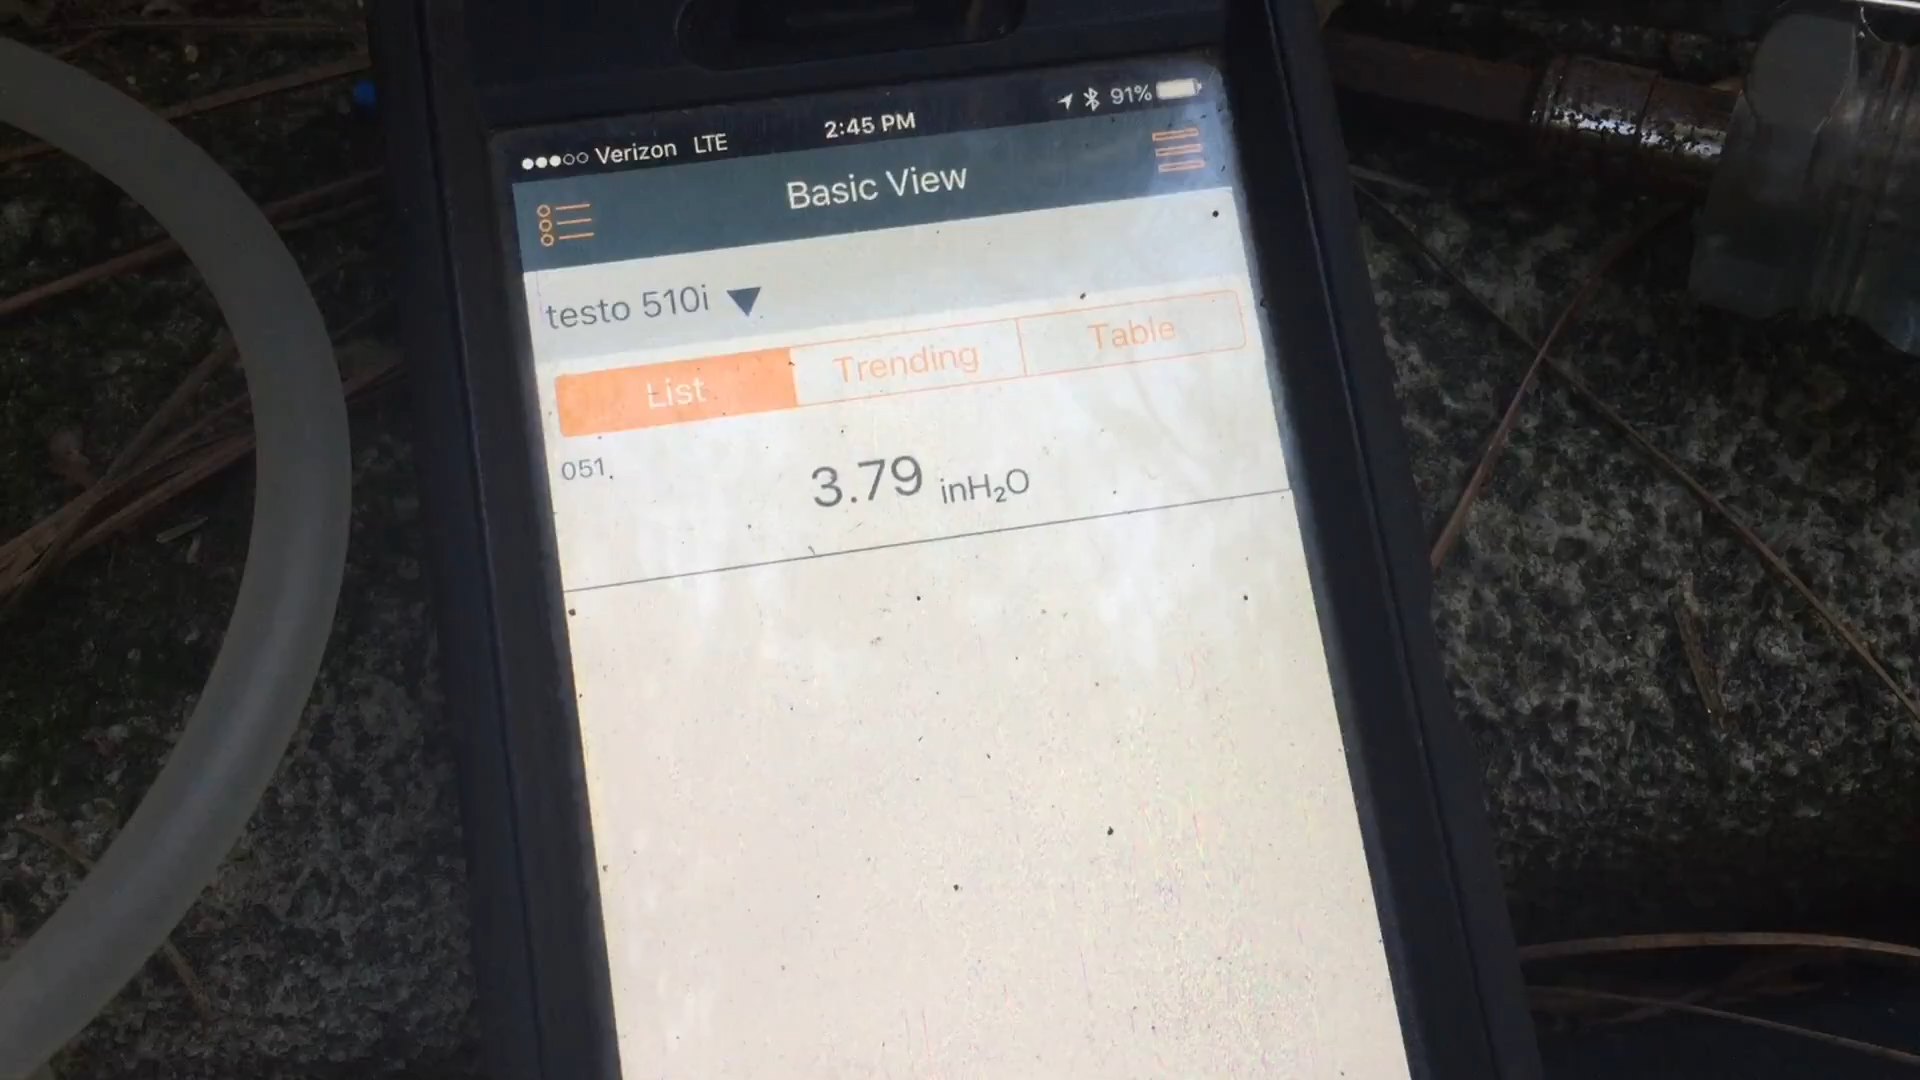 Verizon LTE 2:45 PM 91%
Basic View
testo 510i
List Trending Table
051. 3.79 inH₂O